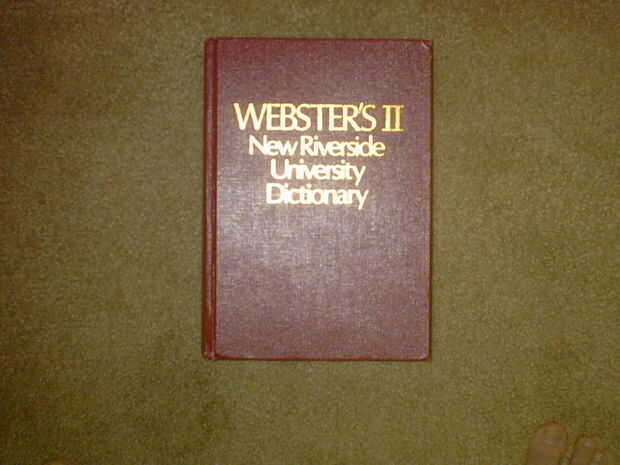 WEBSTER'S II
New Riverside
University
Dictionary